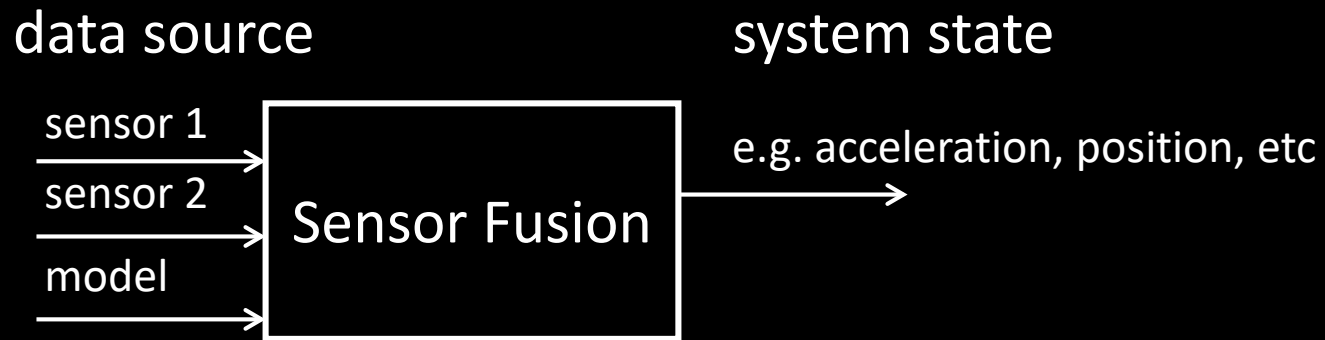 data source
system state
sensor 1
sensor 2
model
Sensor Fusion
e.g. acceleration, position, etc